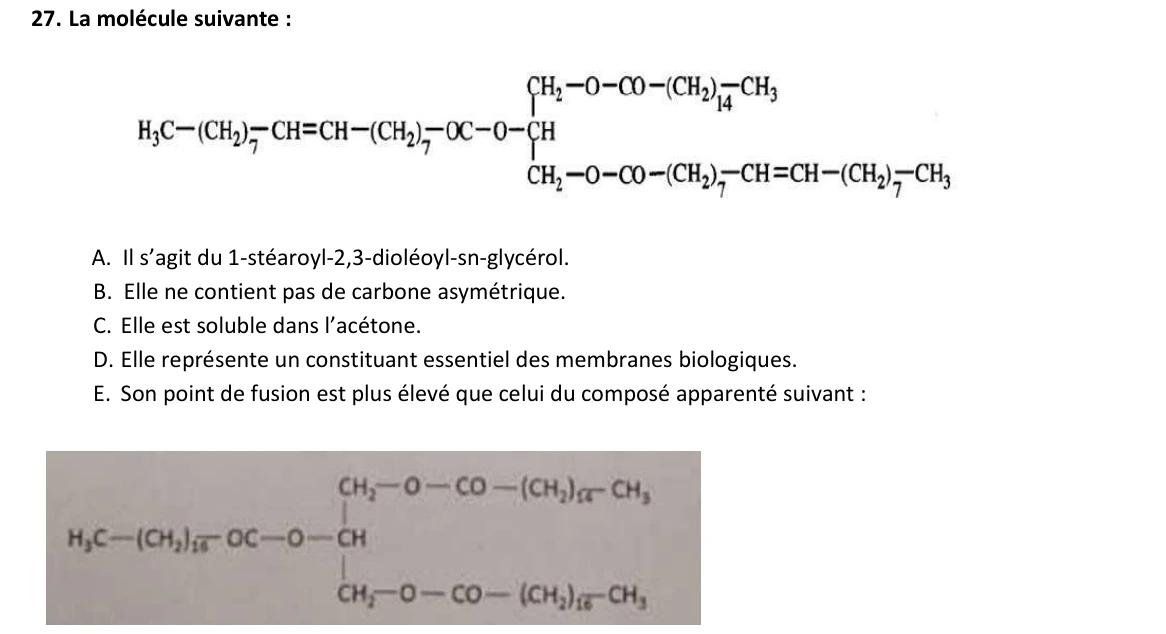 27. La molécule suivante :
CH₂–O–CO–(CH₂)₁₄–CH₃
H₃C–(CH₂)₇–CH=CH–(CH₂)₇–OC–O–CH
CH₂–O–CO–(CH₂)₇–CH=CH–(CH₂)₇–CH₃
A. Il s’agit du 1-stéaroyl-2,3-dioléoyl-sn-glycérol.
B. Elle ne contient pas de carbone asymétrique.
C. Elle est soluble dans l’acétone.
D. Elle représente un constituant essentiel des membranes biologiques.
E. Son point de fusion est plus élevé que celui du composé apparenté suivant :
CH₂–O–CO–(CH₂) –CH₃
H₃C–(CH₂)₁₆–OC–O–CH
CH₂–O–CO–(CH₂)₁₆–CH₃